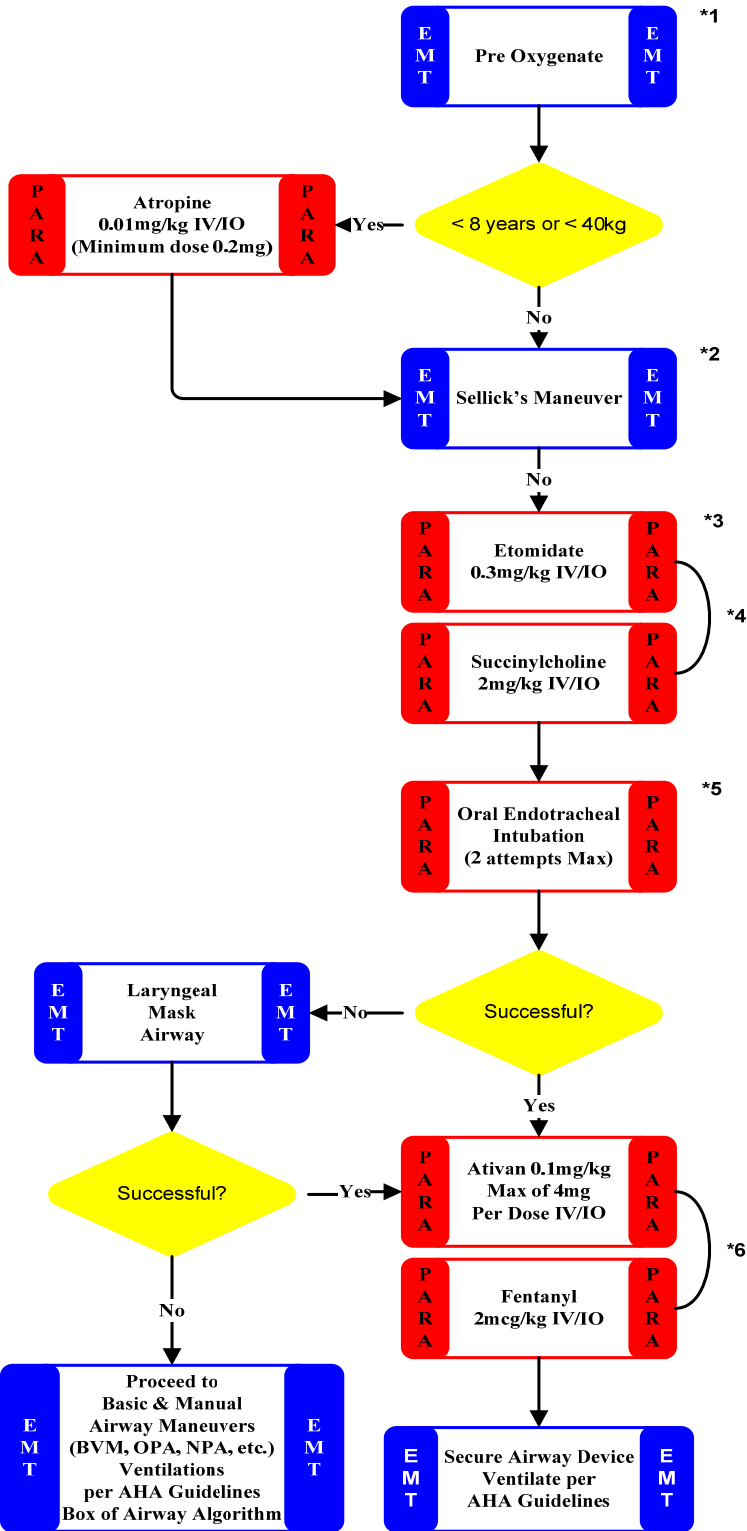 *1
E
M
T
Pre Oxygenate
E
M
T
< 8 years or < 40kg
Yes
P
A
R
A
Atropine
0.01mg/kg IV/IO
(Minimum dose 0.2mg)
P
A
R
A
No
*2
E
M
T
Sellick's Maneuver
E
M
T
No
*3
P
A
R
A
Etomidate
0.3mg/kg IV/IO
P
A
R
A
*4
P
A
R
A
Succinylcholine
2mg/kg IV/IO
P
A
R
A
*5
P
A
R
A
Oral Endotracheal
Intubation
(2 attempts Max)
P
A
R
A
Successful?
No
E
M
T
Laryngeal
Mask
Airway
E
M
T
Yes
Successful?
Yes
P
A
R
A
Ativan 0.1mg/kg
Max of 4mg
Per Dose IV/IO
P
A
R
A
*6
P
A
R
A
Fentanyl
2mcg/kg IV/IO
P
A
R
A
No
E
M
T
Proceed to
Basic & Manual
Airway Maneuvers
(BVM, OPA, NPA, etc.)
Ventilations
per AHA Guidelines
Box of Airway Algorithm
E
M
T
E
M
T
Secure Airway Device
Ventilate per
AHA Guidelines
E
M
T